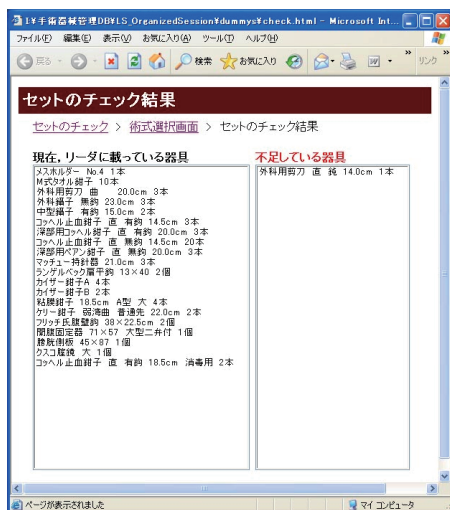 1¥手術器械管理DB¥LS_OrganizedSession¥dummys¥check.html - Microsoft Int...
ファイル(F) 編集(E) 表示(V) お気に入り(A) ツール(T) ヘルプ(H)
戻る 検索 お気に入り リンク
セットのチェック結果
セットのチェック > 術式選択画面 > セットのチェック結果
現在，リーダに載っている器具
メスホルダー No.4 1本
M式タオル鉗子 10本
外科用剪刀 曲 20.0cm 3本
外科鑷子 無鈎 23.0cm 3本
中型鑷子 有鈎 15.0cm 2本
コッヘル止血鉗子 直 有鈎 14.5cm 3本
深部用コッヘル鉗子 直 有鈎 20.0cm 3本
コッヘル止血鉗子 直 無鈎 14.5cm 20本
深部用ペアン鉗子 直 無鈎 20.0cm 3本
マッチュー持針器 21.0cm 3本
ランゲルベック扁平鈎 13×40 2個
カイザー鉗子A 4本
カイザー鉗子B 2本
粘膜鉗子 18.5cm A型 大 4本
ケリー鉗子 弱湾曲 普通先 22.0cm 2本
フリッチ氏腹壁鈎 38×22.5cm 2個
開腹固定器 71×57 大型二弁付 1個
膀胱側板 45×87 1個
クスコ腟鏡 大 1個
コッヘル止血鉗子 直 有鈎 18.5cm 消毒用 2本
不足している器具
外科用剪刀 直 鈍 14.0cm 1本
ページが表示されました マイ コンピュータ